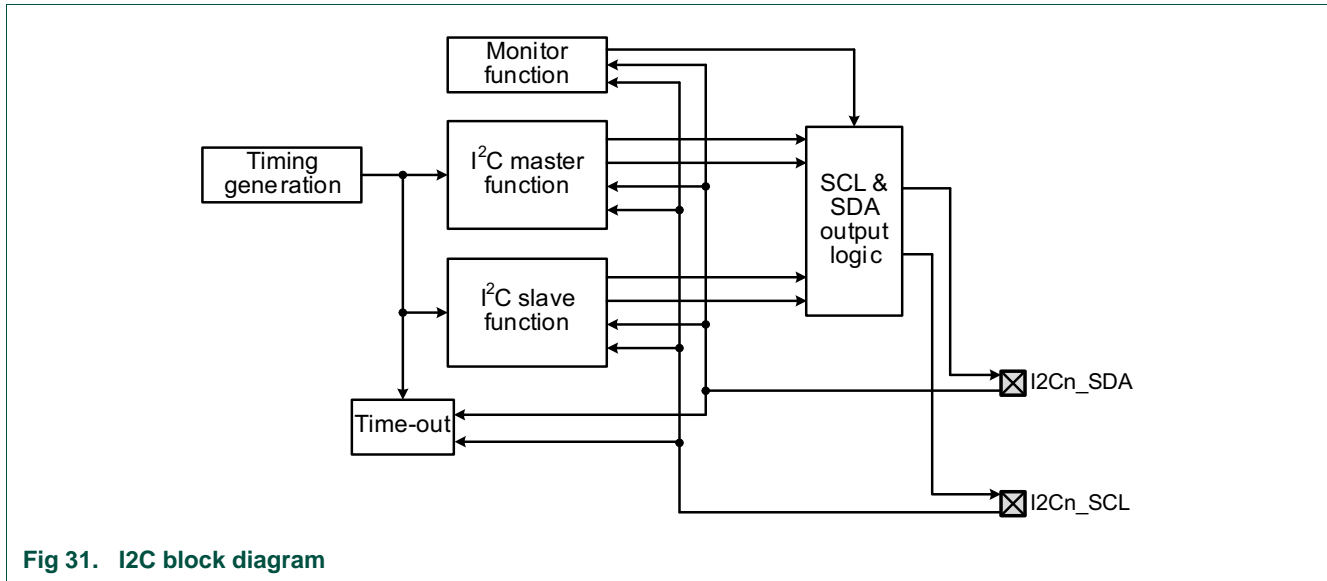 Monitor
function
Timing
generation
I²C master
function
SCL &
SDA
output
logic
I²C slave
function
I2Cn_SDA
Time-out
I2Cn_SCL
Fig 31. I2C block diagram